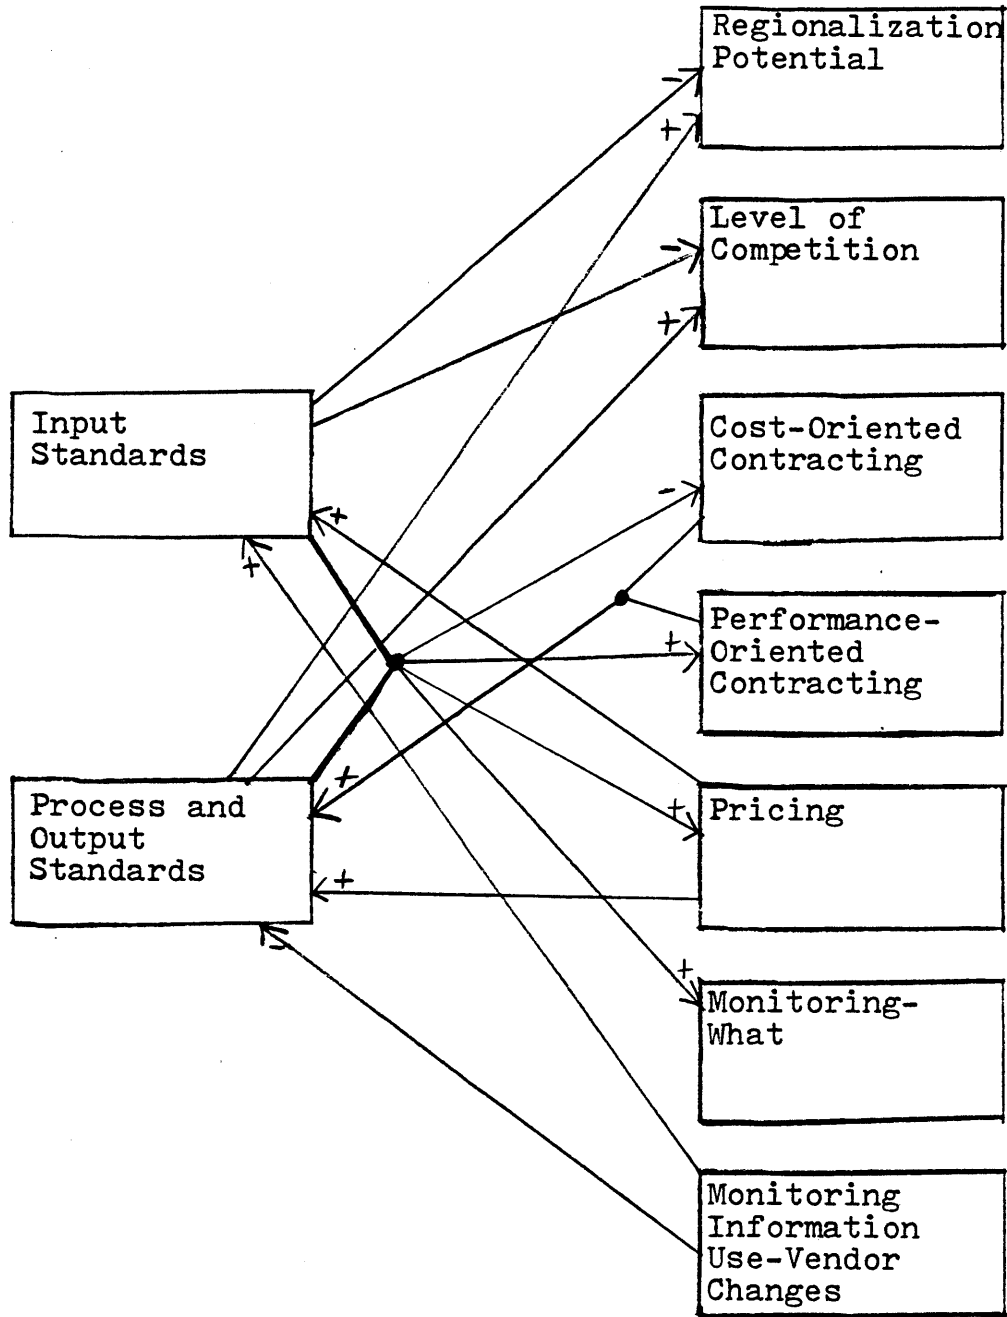 Regionalization
Potential
-
+
Level of
Competition
-
+
Input
Standards
+
+
Cost-Oriented
Contracting
-
Performance-
Oriented
Contracting
+
Process and
Output
Standards
+
+
Pricing
+
Monitoring-
What
+
Monitoring
Information
Use-Vendor
Changes